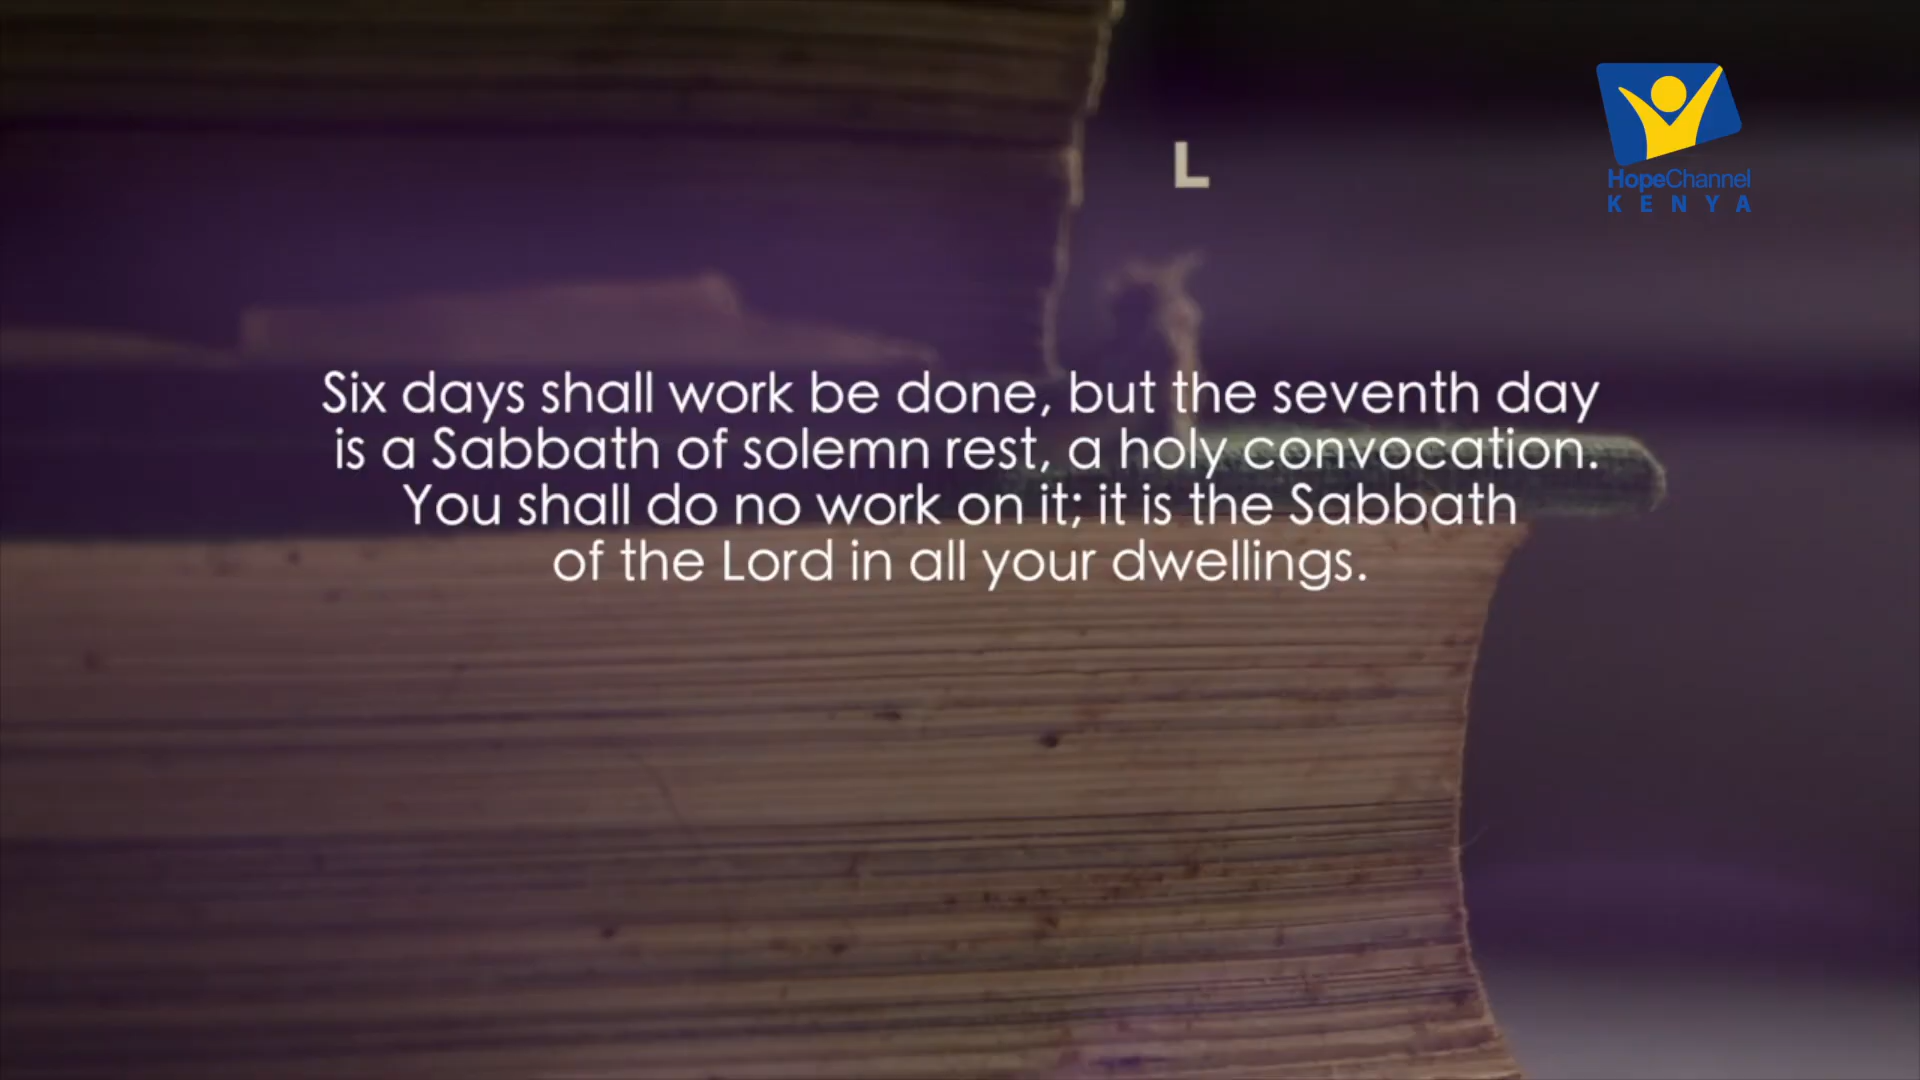 L
HopeChannel
KENYA
Six days shall work be done, but the seventh day
is a Sabbath of solemn rest, a holy convocation.
You shall do no work on it; it is the Sabbath
of the Lord in all your dwellings.